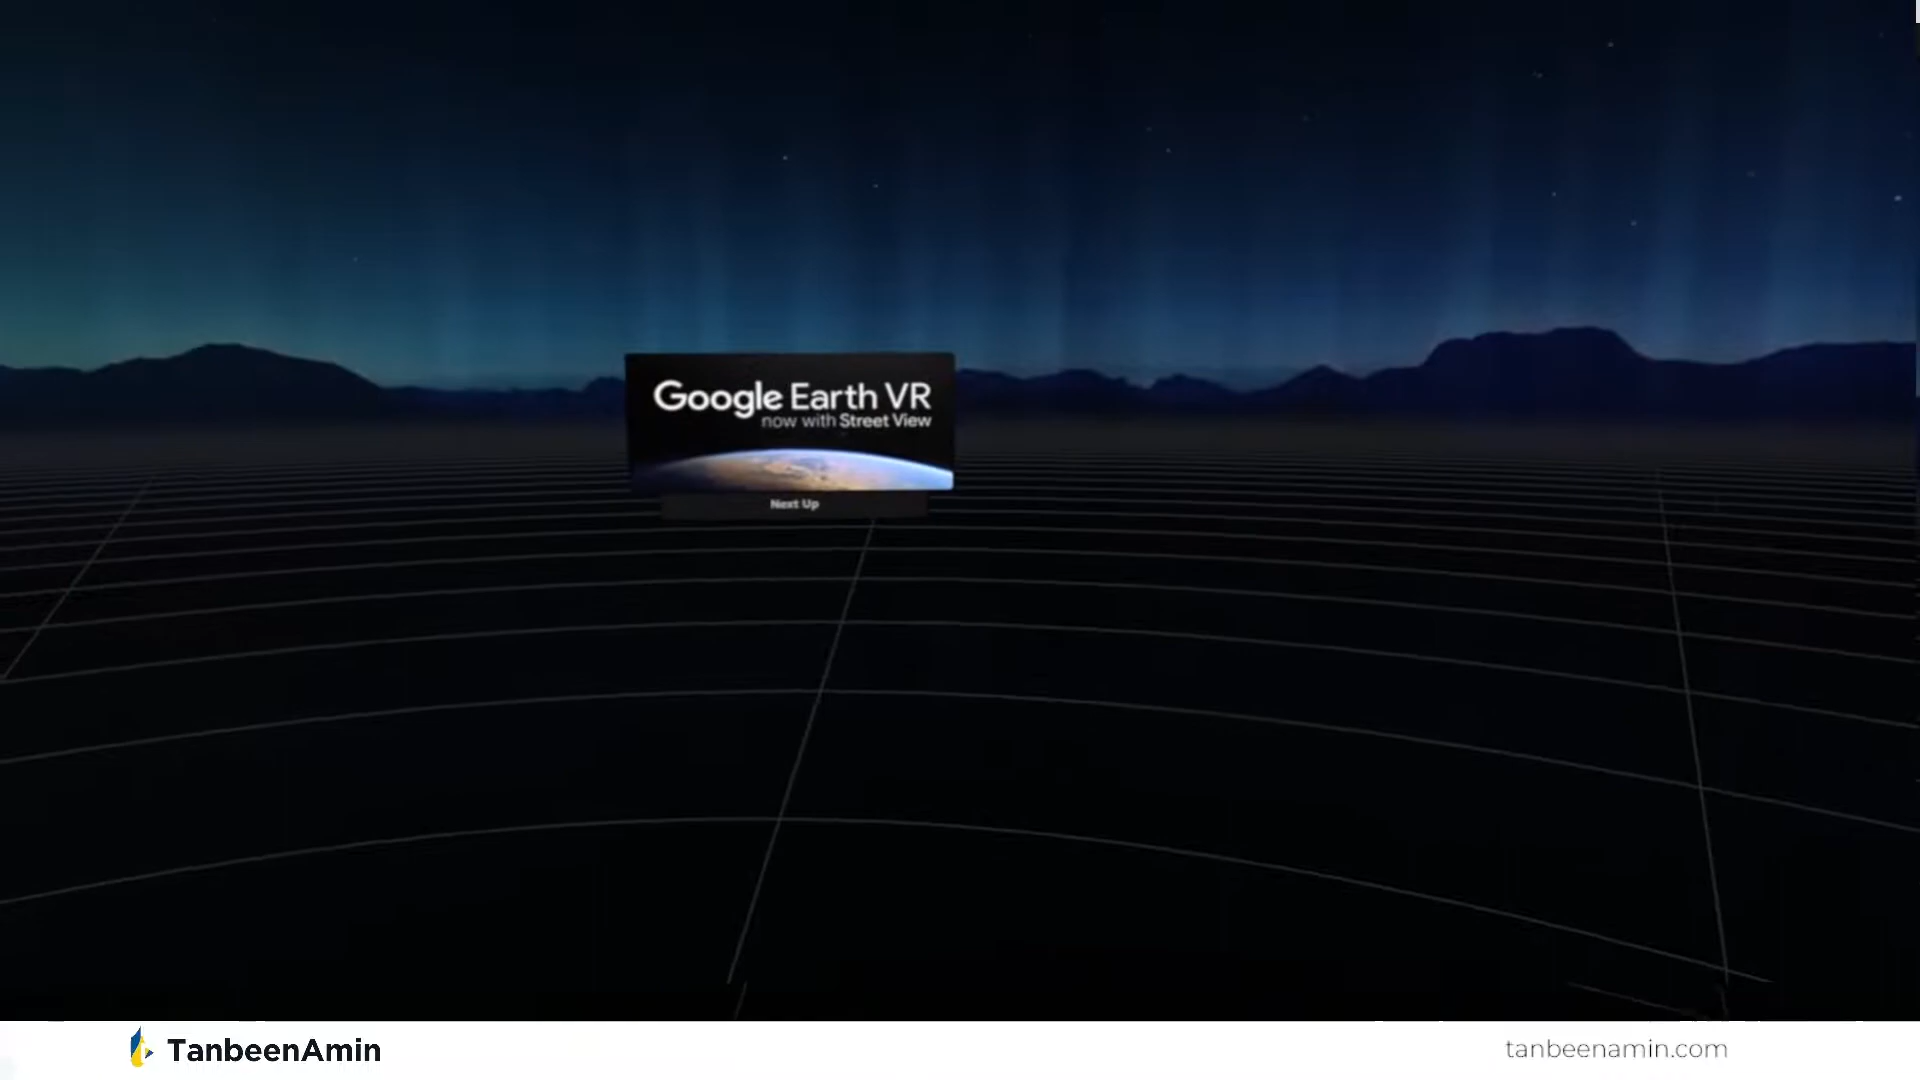 Google Earth VR
now with Street View
Next Up
TanbeenAmin
tanbeenamin.com